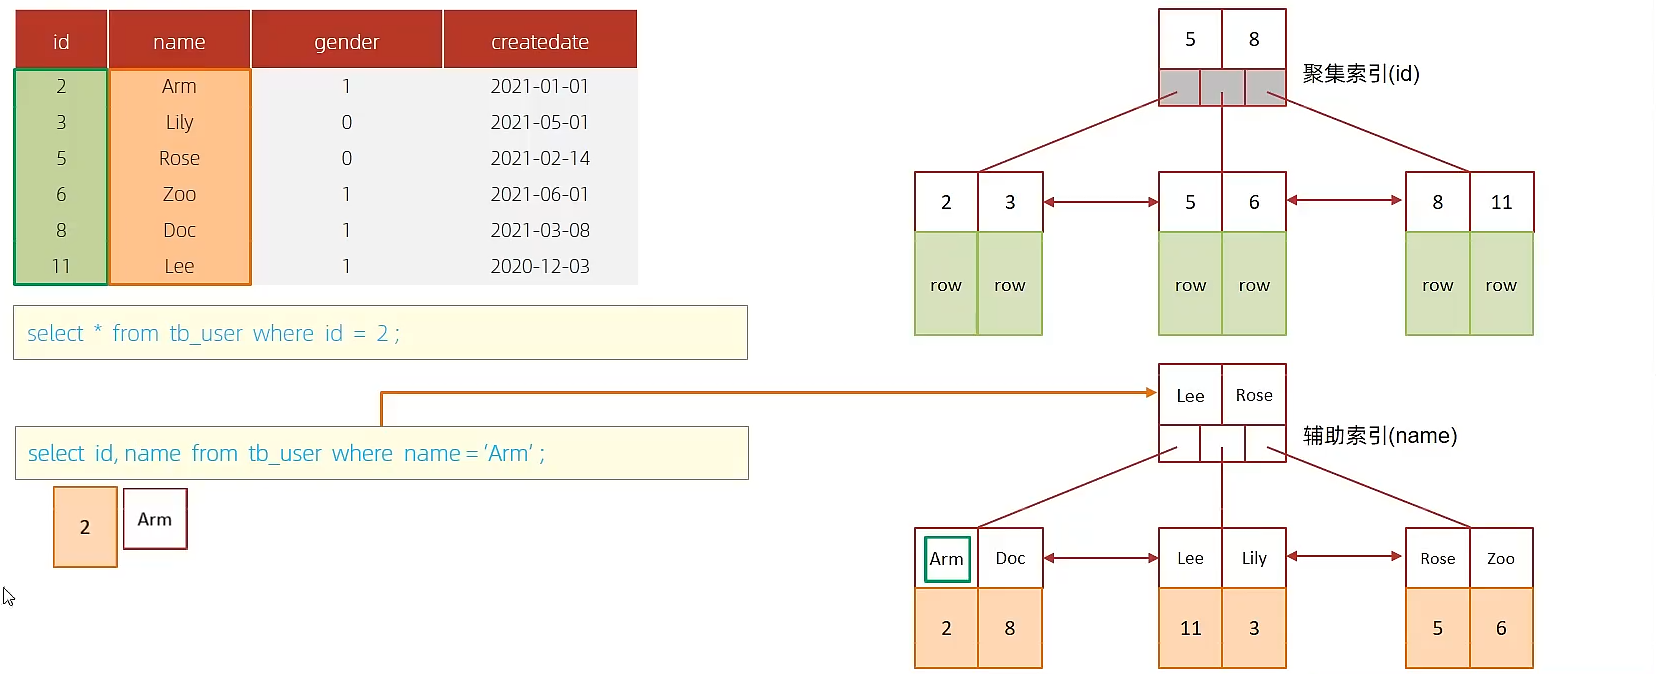 id name gender createdate
2 Arm 1 2021-01-01
3 Lily 0 2021-05-01
5 Rose 0 2021-02-14
6 Zoo 1 2021-06-01
8 Doc 1 2021-03-08
11 Lee 1 2020-12-03
select * from tb_user where id = 2 ;
select id, name from tb_user where name = ‘Arm’ ;
2 Arm
5 8
聚集索引(id)
2 3 5 6 8 11
row row row row row row
Lee Rose
辅助索引(name)
Arm Doc Lee Lily Rose Zoo
2 8 11 3 5 6